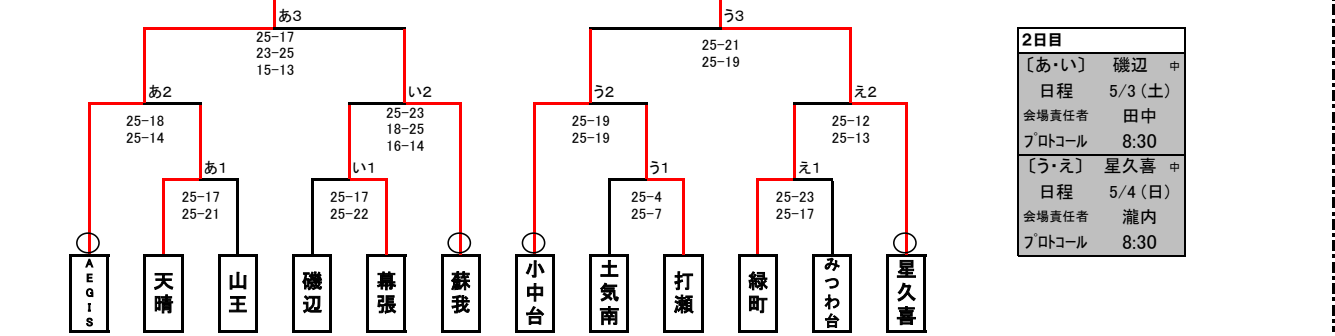 あ3
25-17
23-25
15-13
う3
25-21
25-19
あ2
25-18
25-14
い2
25-23
18-25
16-14
う2
25-19
25-19
え2
25-12
25-13
あ1
25-17
25-21
い1
25-17
25-22
う1
25-4
25-7
え1
25-23
25-17
AEGIS
天晴
山王
磯辺
幕張
蘇我
小中台
土気南
打瀬
緑町
みつわ台
星久喜
2日目
〔あ・い〕 磯辺 中
日程 5/3(土)
会場責任者 田中
プロトコール 8:30
〔う・え〕 星久喜 中
日程 5/4(日)
会場責任者 瀧内
プロトコール 8:30